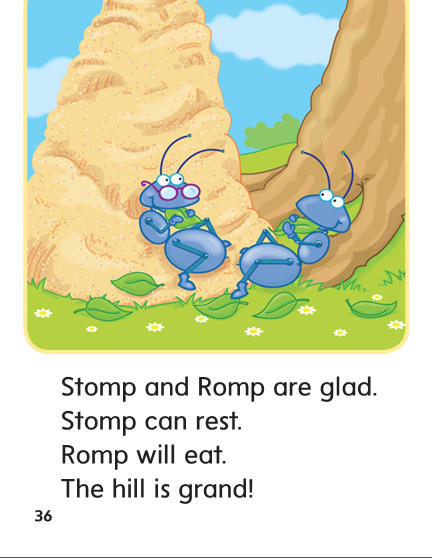 Stomp and Romp are glad.
Stomp can rest.
Romp will eat.
The hill is grand!
36